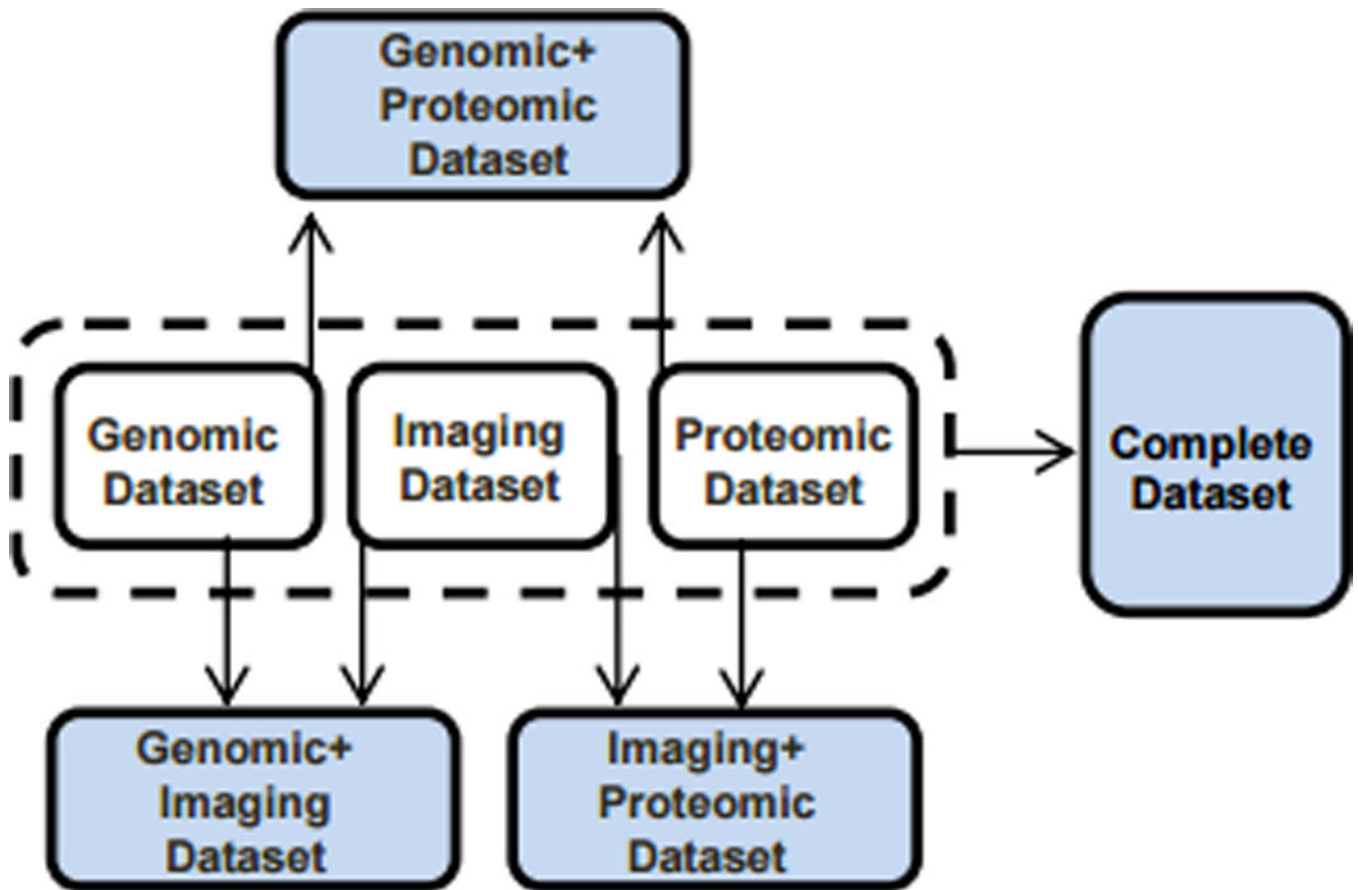 Genomic+
Proteomic
Dataset
Genomic
Dataset
Imaging
Dataset
Proteomic
Dataset
Complete
Dataset
Genomic+
Imaging
Dataset
Imaging+
Proteomic
Dataset